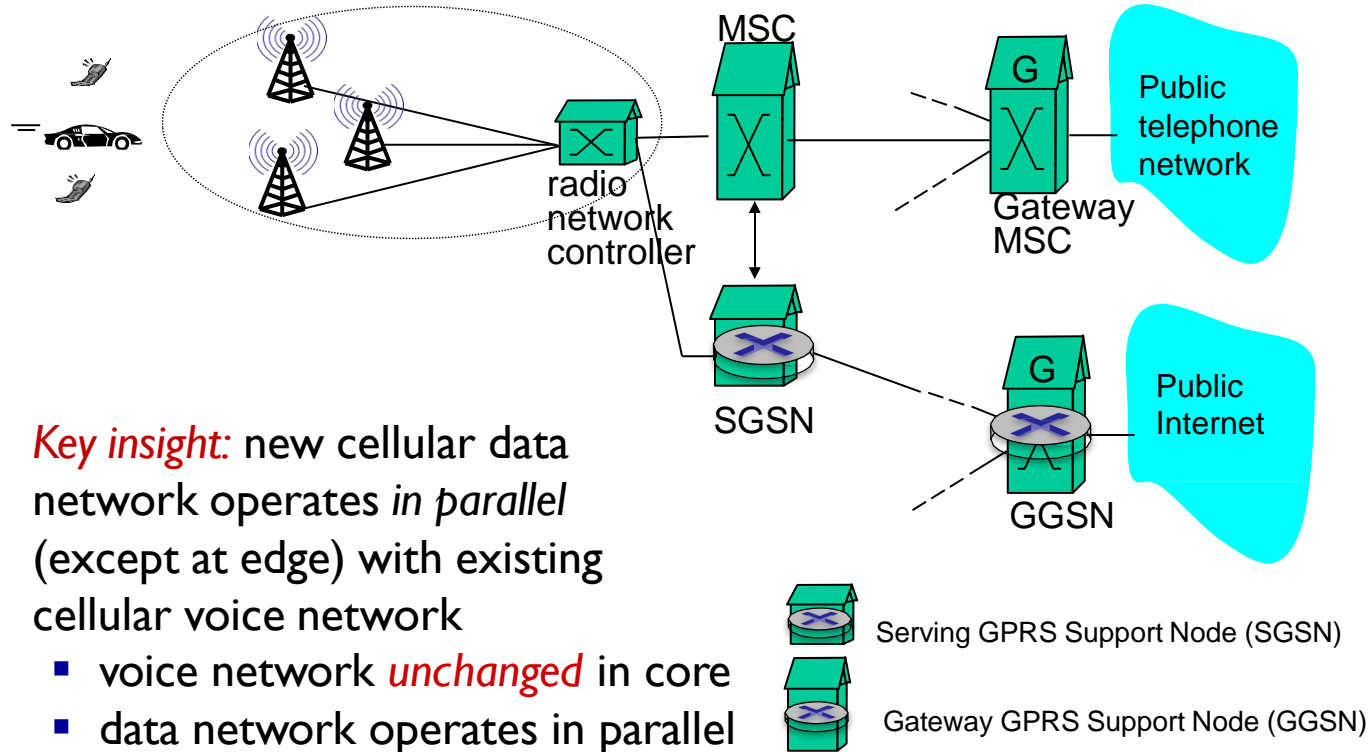 MSC
G
Public
telephone
network
radio
network
controller
Gateway
MSC
SGSN
G
Public
Internet
GGSN
Key insight: new cellular data
network operates in parallel
(except at edge) with existing
cellular voice network
▪ voice network unchanged in core
▪ data network operates in parallel
Serving GPRS Support Node (SGSN)
Gateway GPRS Support Node (GGSN)